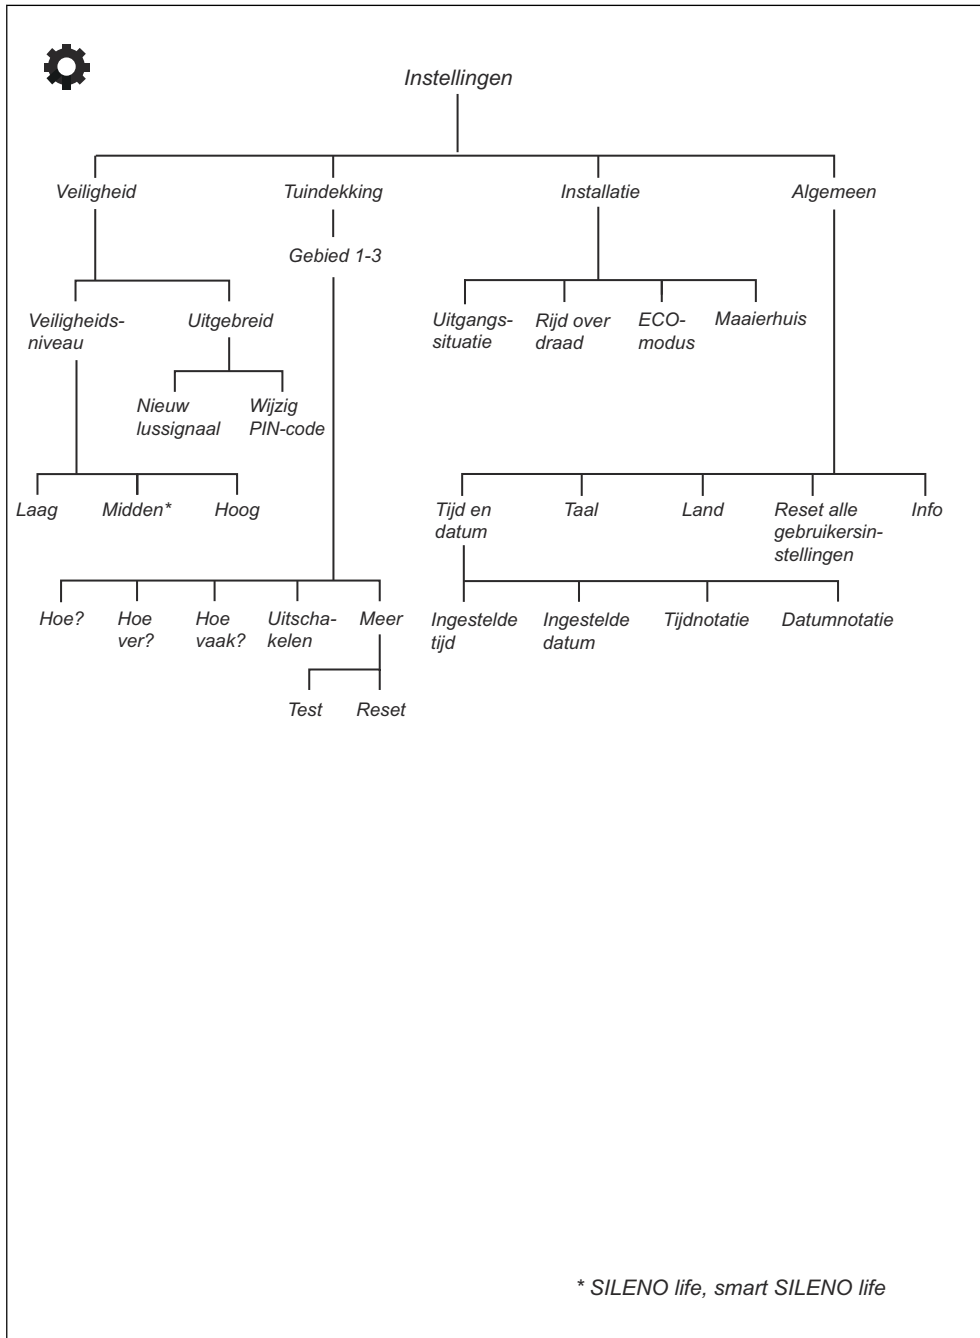 Instellingen
Veiligheid
Tuindekking
Installatie
Algemeen
Gebied 1-3
Veiligheids-
niveau
Uitgebreid
Uitgangs-
situatie
Rijd over
draad
ECO-
modus
Maaierhuis
Nieuw
lussignaal
Wijzig
PIN-code
Laag
Midden*
Hoog
Tijd en
datum
Taal
Land
Reset alle
gebruikersin-
stellingen
Info
Hoe?
Hoe
ver?
Hoe
vaak?
Uitscha-
kelen
Meer
Ingestelde
tijd
Ingestelde
datum
Tijdnotatie
Datumnotatie
Test
Reset
* SILENO life, smart SILENO life